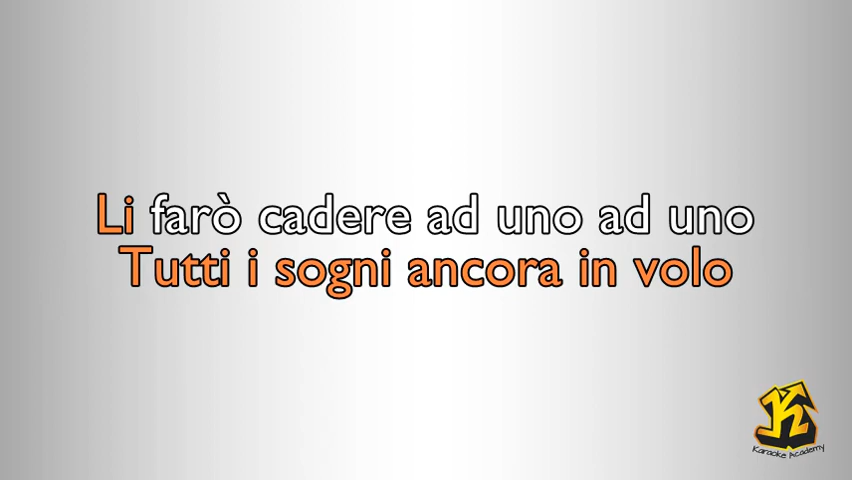 Li farò cadere ad uno ad uno
Tutti i sogni ancora in volo
K
Karaoke Academy